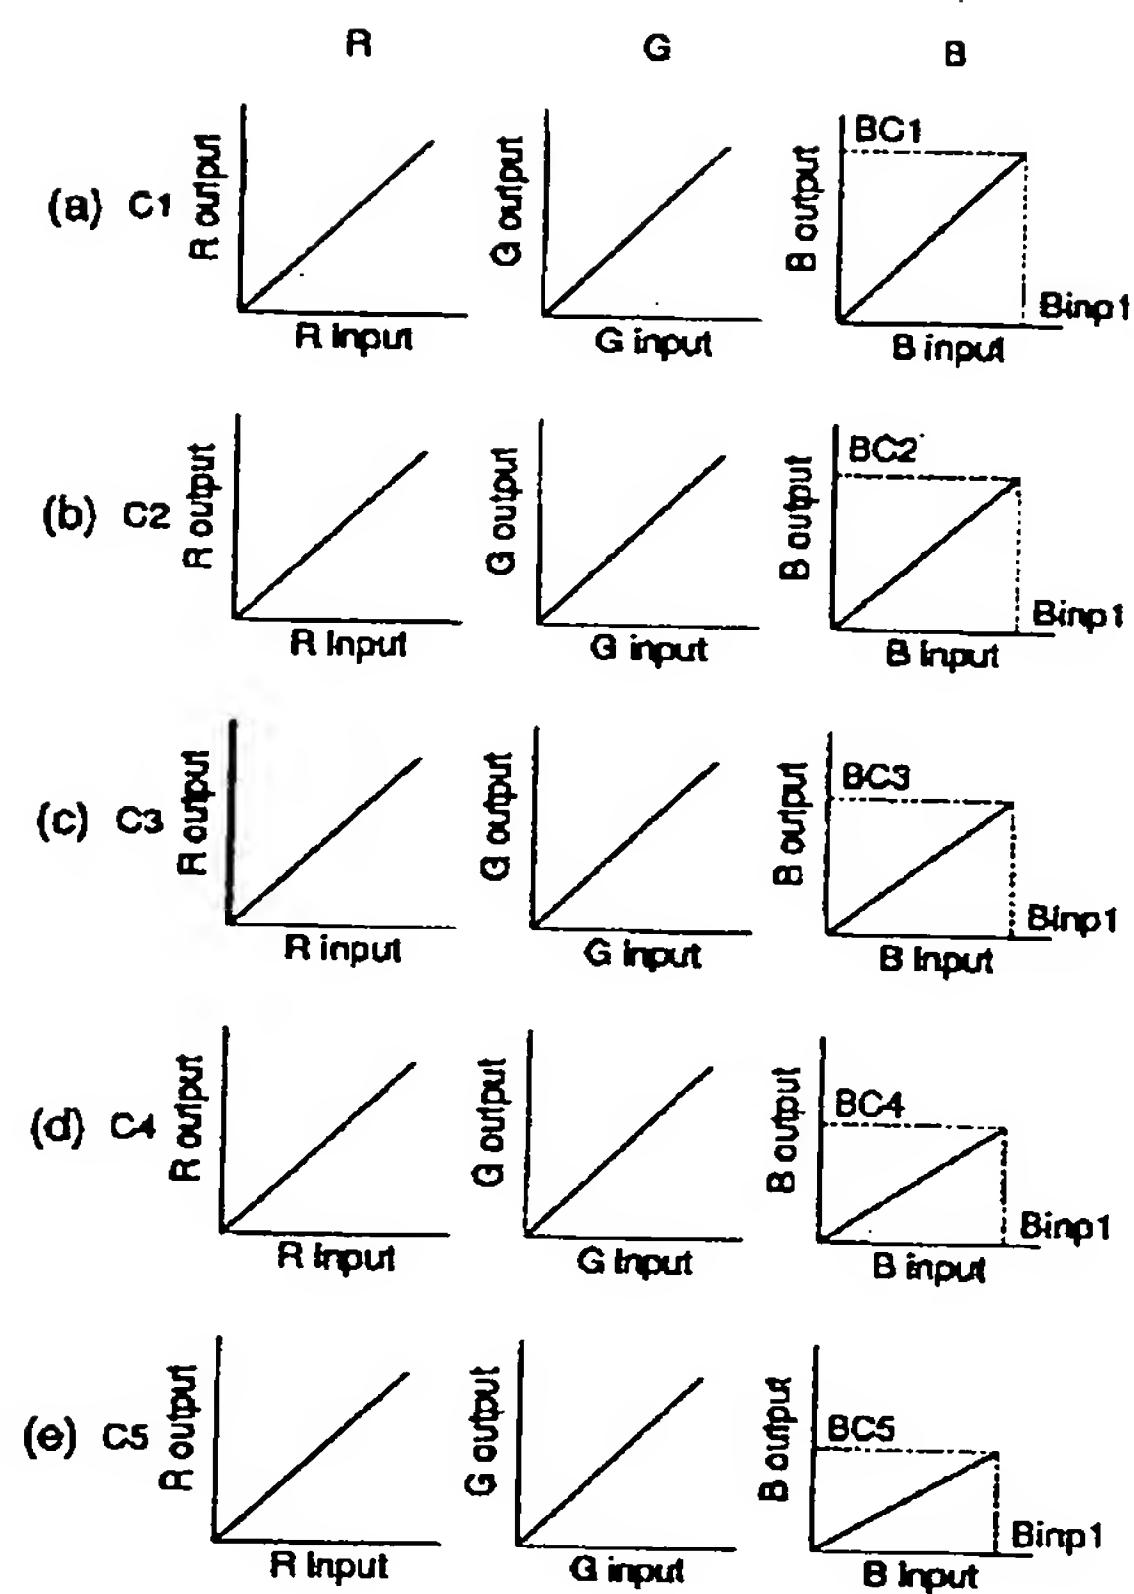 R G B
(a) C1 R output G output B output BC1 Binp1
R Input G input B input
(b) C2 R output G output B output BC2 Binp1
R Input G input B Input
(c) C3 R output G output B output BC3 Binp1
R input G Input B Input
(d) C4 R output G output B output BC4 Binp1
R Input G Input B input
(e) C5 R output G output B output BC5 Binp1
R Input G input B Input